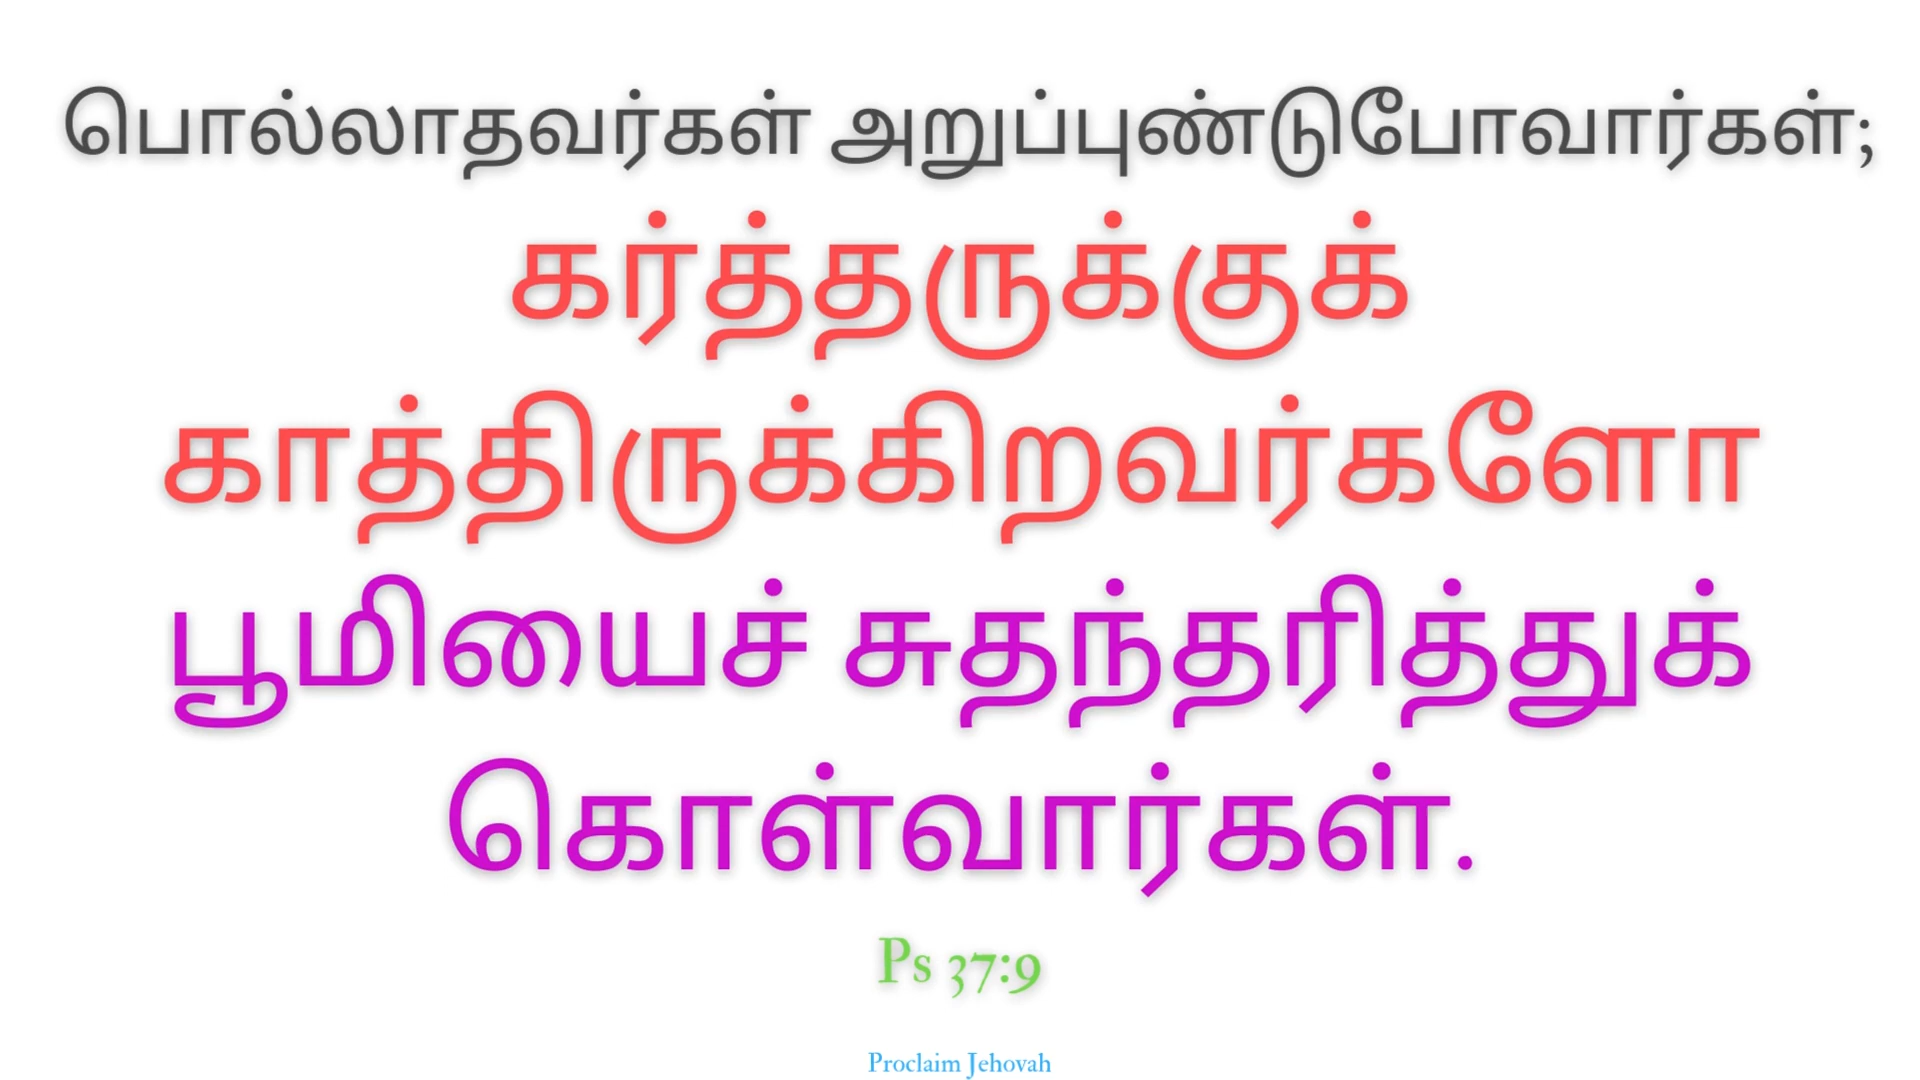 பொல்லாதவர்கள் அறுப்புண்டுபோவார்கள்;
கர்த்தருக்குக்
காத்திருக்கிறவர்களோ
பூமியைச் சுதந்தரித்துக்
கொள்வார்கள்.
Ps 37:9
Proclaim Jehovah